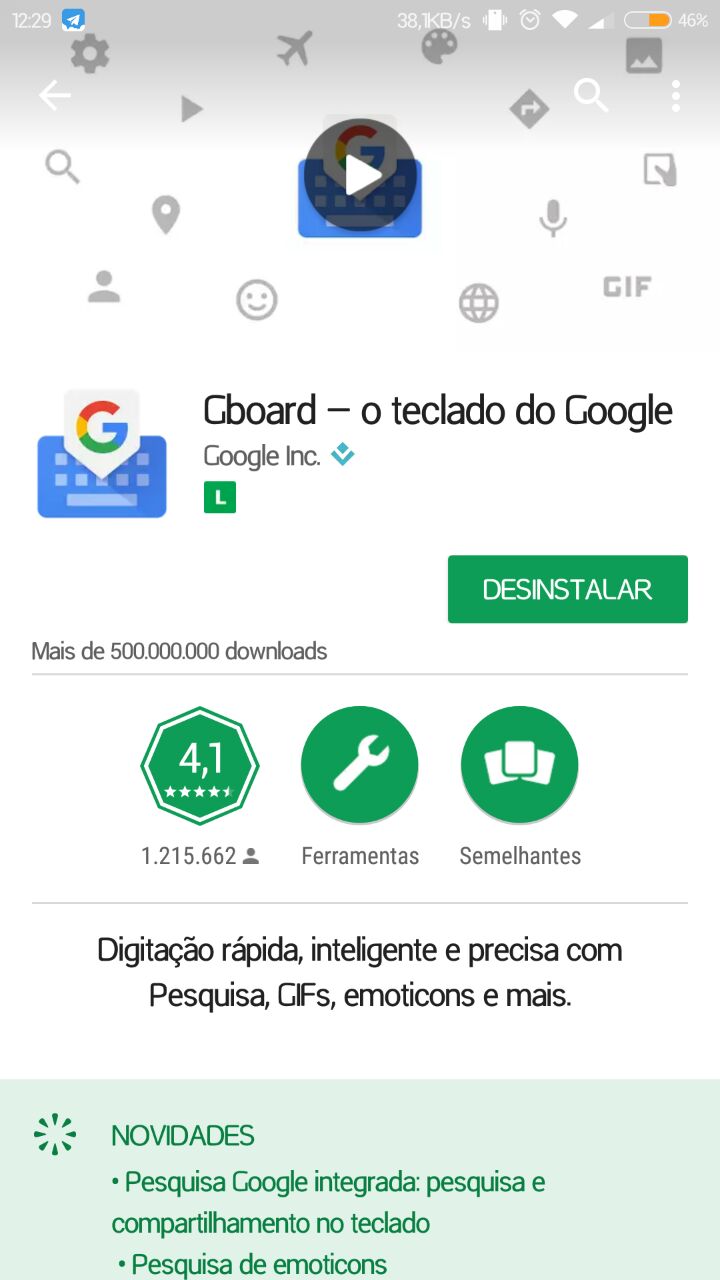 12:29 38,1KB/s 46%
GIF
Gboard – o teclado do Google
Google Inc.
L
DESINSTALAR
Mais de 500.000.000 downloads
4,1
1.215.662 Ferramentas Semelhantes
Digitação rápida, inteligente e precisa com
Pesquisa, GIFs, emoticons e mais.
NOVIDADES
• Pesquisa Google integrada: pesquisa e
compartilhamento no teclado
• Pesquisa de emoticons